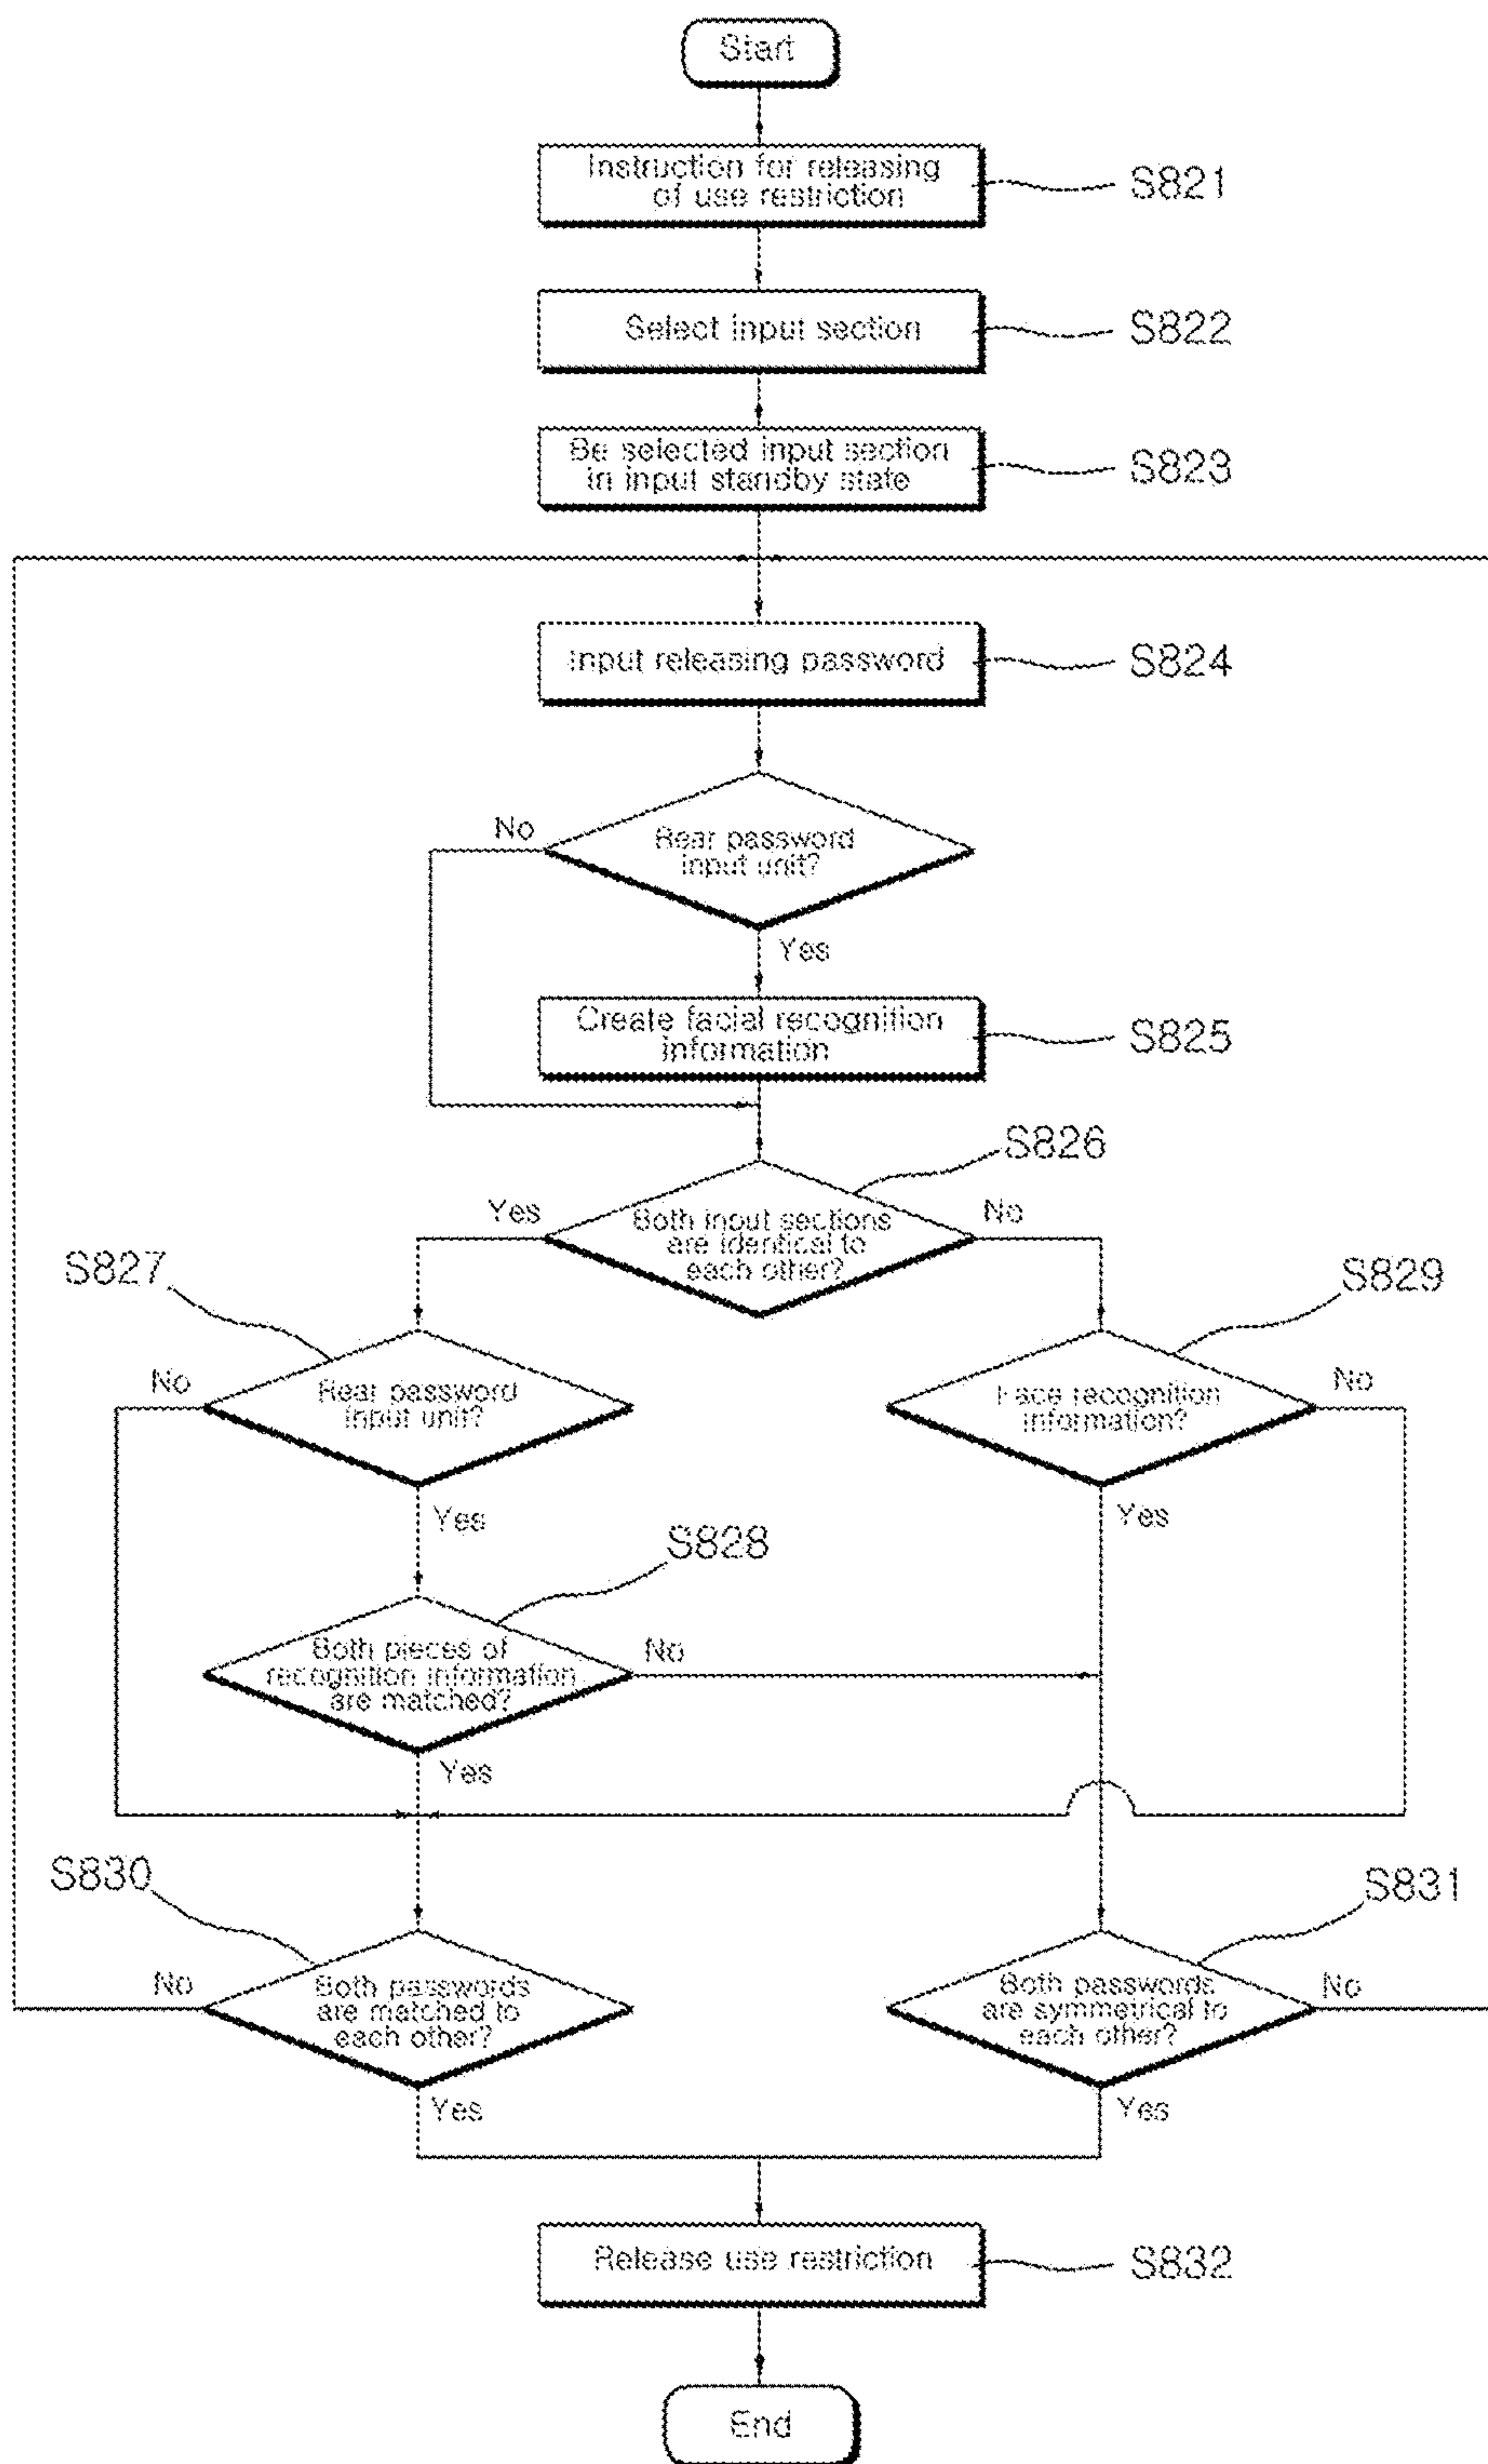 Start
Instruction for releasing
of use restriction
S821
Select input section
S822
Be selected input section
in input standby state
S823
Input releasing password
S824
No
Rear password
input unit?
Yes
Create facial recognition
information
S825
S826
Yes
Both input sections
are identical to
each other?
No
S827
S829
No
Rear password
input unit?
Yes
Face recognition
information?
No
Yes
S828
Both pieces of
recognition information
are matched?
No
Yes
S830
S831
No
Both passwords
are matched to
each other?
Yes
Both passwords
are symmetrical to
each other?
No
Yes
Release use restriction
S832
End